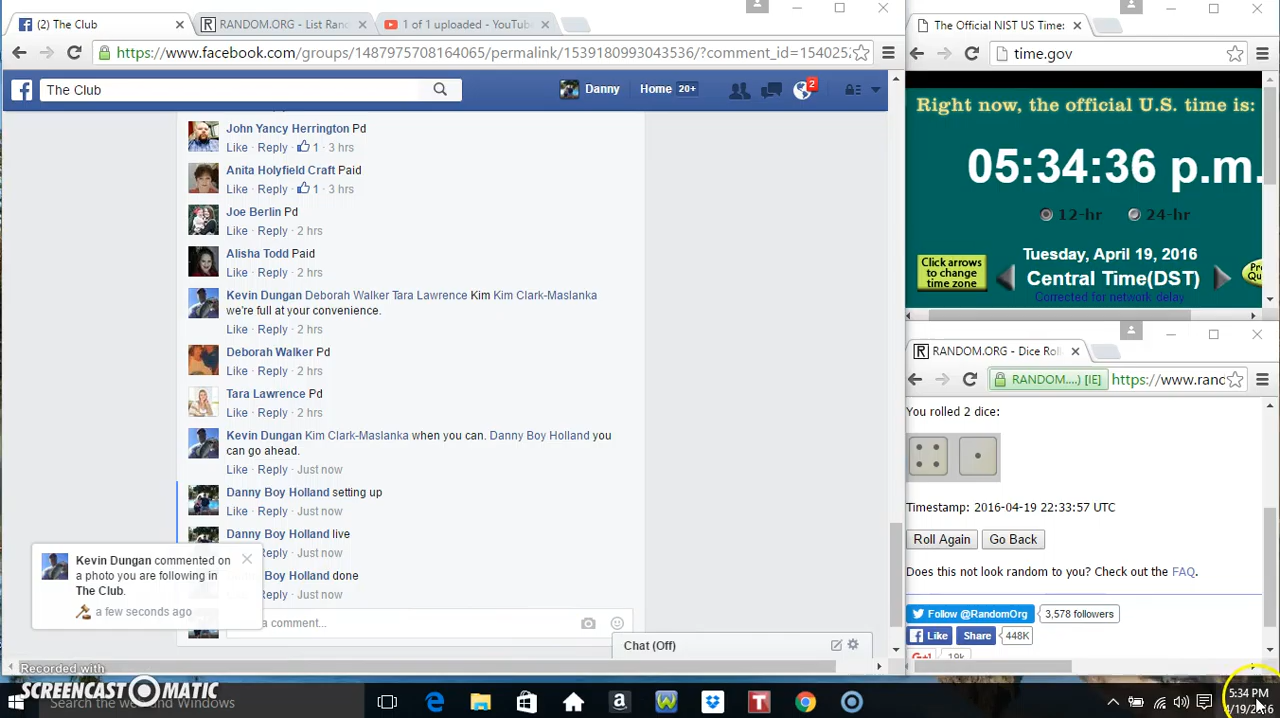 (2) The Club
RANDOM.ORG - List Ran
1 of 1 uploaded - YouTube
https://www.facebook.com/groups/1487975708164065/permalink/1539180993043536/?comment_id=154025
The Club
Danny
Home 20+
2
John Yancy Herrington Pd
Like · Reply · 1 · 3 hrs
Anita Holyfield Craft Paid
Like · Reply · 1 · 3 hrs
Joe Berlin Pd
Like · Reply · 2 hrs
Alisha Todd Paid
Like · Reply · 2 hrs
Kevin Dungan Deborah Walker Tara Lawrence Kim Kim Clark-Maslanka
we're full at your convenience.
Like · Reply · 2 hrs
Deborah Walker Pd
Like · Reply · 2 hrs
Tara Lawrence Pd
Like · Reply · 2 hrs
Kevin Dungan Kim Clark-Maslanka when you can. Danny Boy Holland you
can go ahead.
Like · Reply · Just now
Danny Boy Holland setting up
Like · Reply · Just now
Danny Boy Holland live
Reply · Just now
Boy Holland done
Reply · Just now
a comment...
Kevin Dungan commented on
a photo you are following in
The Club.
a few seconds ago
Chat (Off)
The Official NIST US Time:
time.gov
Right now, the official U.S. time is:
05:34:36 p.m.
12-hr 24-hr
Click arrows
to change
time zone
Tuesday, April 19, 2016
Central Time(DST)
Corrected for network delay
RANDOM.ORG - Dice Roll
RANDOM....) [IE] https://www.ranc
You rolled 2 dice:
Timestamp: 2016-04-19 22:33:57 UTC
Roll Again Go Back
Does this not look random to you? Check out the FAQ.
Follow @RandomOrg 3,578 followers
Like Share 448K
19k
Recorded with
SCREENCAST-O-MATIC
Search the web and Windows
5:34 PM
4/19/2016